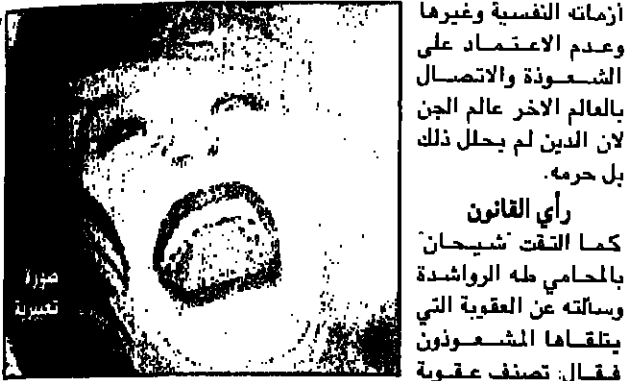 أزماته النفسية وغيرها
وعدم الاعتماد على
الشعوذة والاتصال
بالعالم الاخر عالم الجن
لان الدين لم يحلل ذلك
بل حرمه.
رأي القانون
كما التقت "شيحان"
بالمحامي طه الرواشدة
وسألته عن العقوبة التي
يتلقاها المشعوذون
فقال: تصنف عقوبة
صورة
تعبيرية